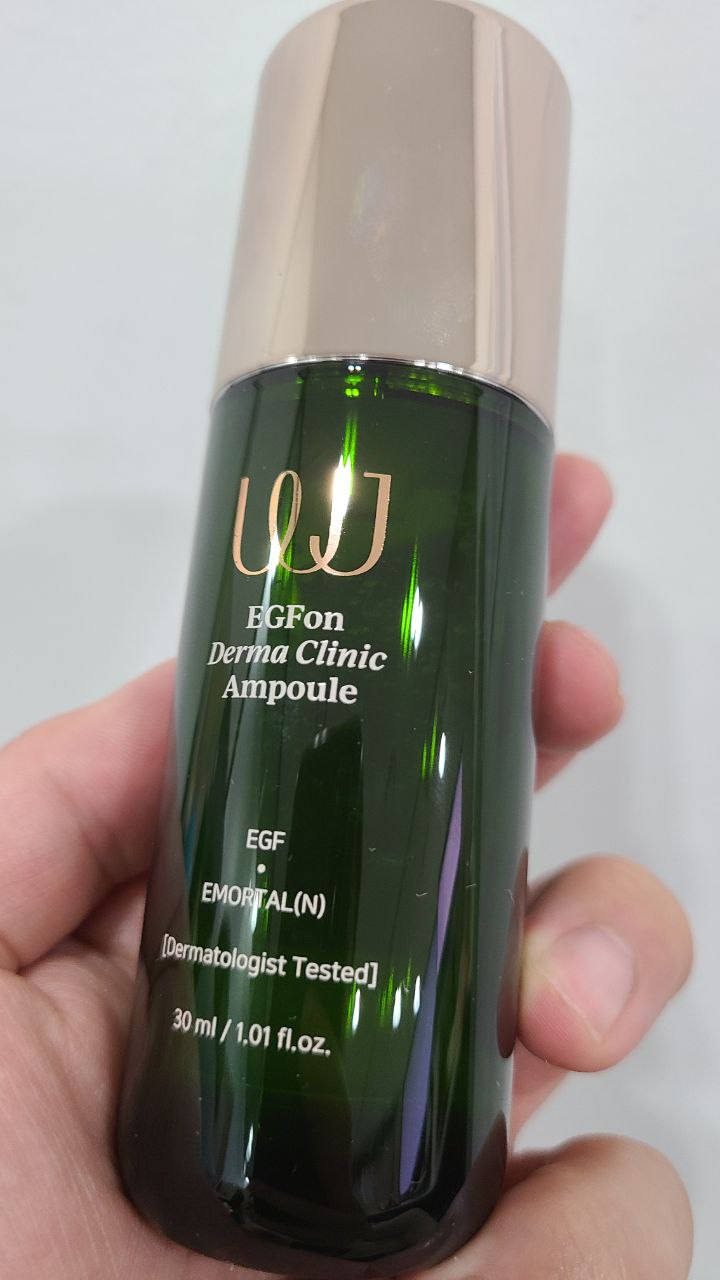 EGFon
Derma Clinic
Ampoule
EGF
•
EMORTAL(N)
[Dermatologist Tested]
30 ml / 1.01 fl.oz.